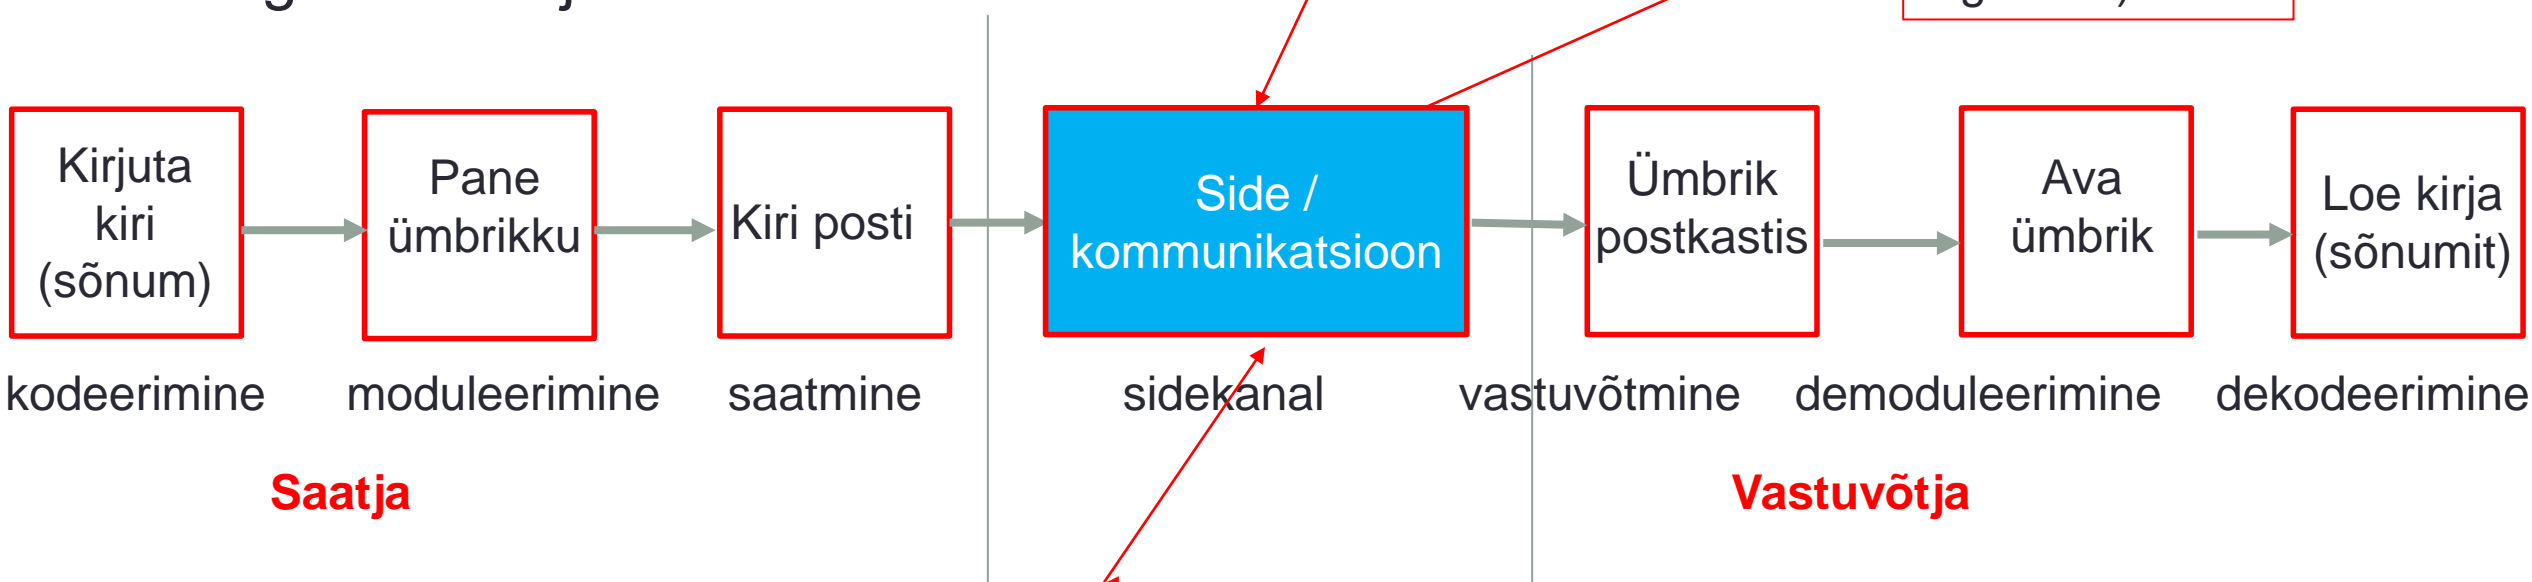 Kirjuta
kiri
(sõnum)
Pane
ümbrikku
Kiri posti
Side /
kommunikatsioon
Ümbrik
postkastis
Ava
ümbrik
Loe kirja
(sõnumit)
kodeerimine
moduleerimine
saatmine
sidekanal
vastuvõtmine
demoduleerimine
dekodeerimine
Saatja
Vastuvõtja